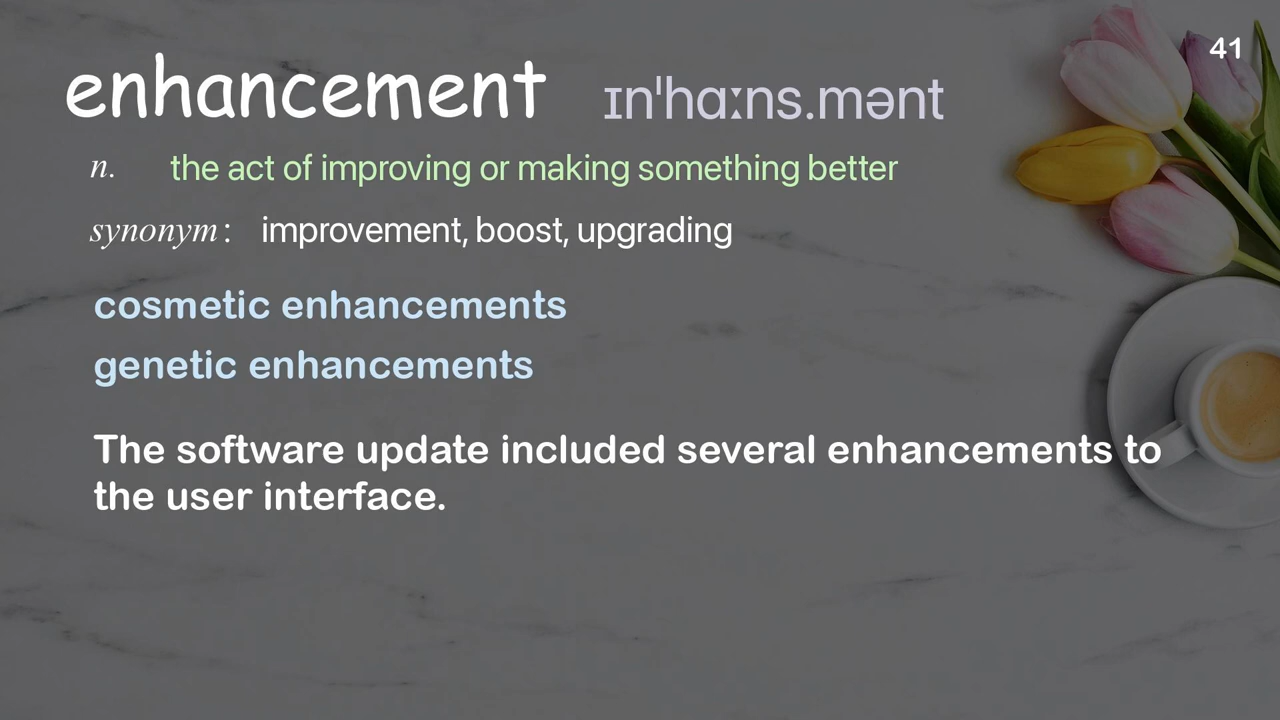 41
enhancement ɪnˈhɑːns.mənt
n. the act of improving or making something better
synonym : improvement, boost, upgrading
cosmetic enhancements
genetic enhancements
The software update included several enhancements to
the user interface.